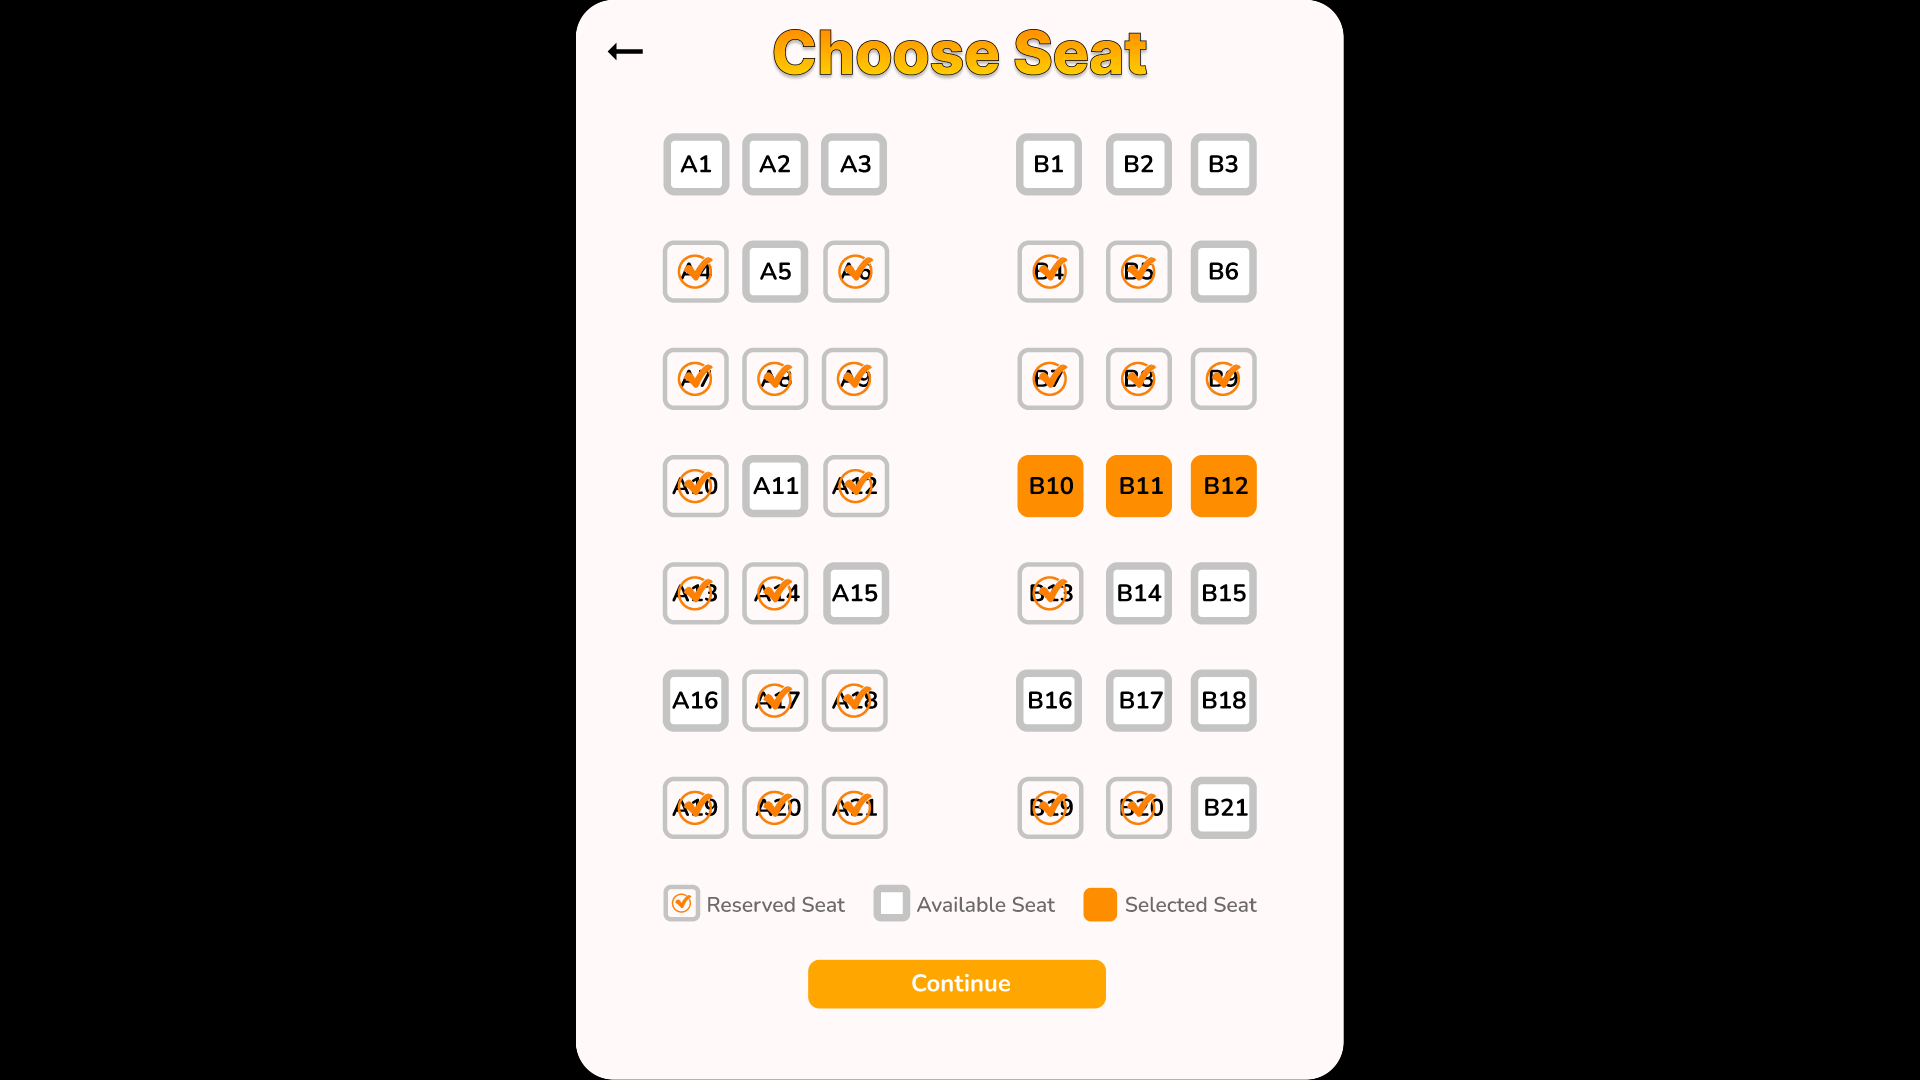 Choose Seat
A1 A2 A3 B1 B2 B3
A4 A5 A6 B4 B5 B6
A7 A8 A9 B7 B8 B9
A10 A11 A12 B10 B11 B12
A13 A14 A15 B13 B14 B15
A16 A17 A18 B16 B17 B18
A19 A20 A21 B19 B20 B21
Reserved Seat Available Seat Selected Seat
Continue